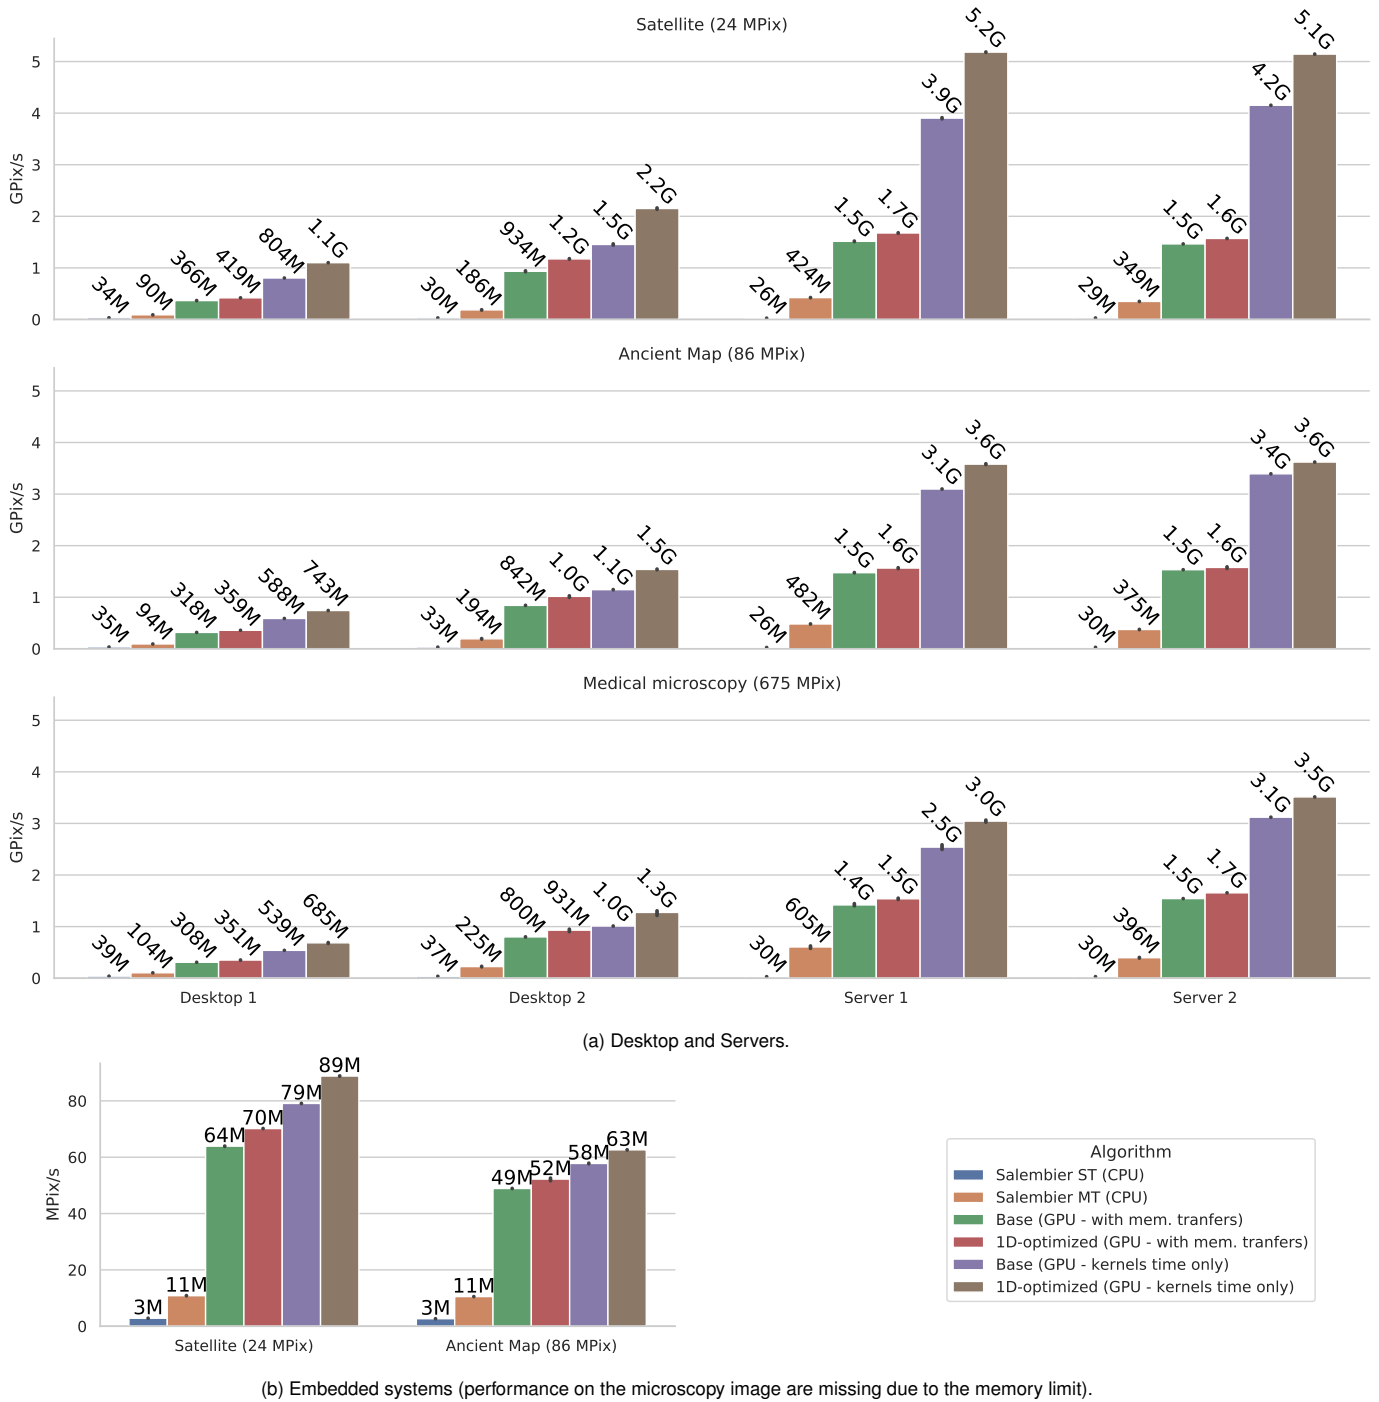 Satellite (24 MPix)
GPix/s
5
4
3
2
1
0
34M 90M 366M 419M 804M 1.1G
30M 186M 934M 1.2G 1.5G 2.2G
26M 424M 1.5G 1.7G 3.9G 5.2G
29M 349M 1.5G 1.6G 4.2G 5.1G
Ancient Map (86 MPix)
GPix/s
5
4
3
2
1
0
35M 94M 318M 359M 588M 743M
33M 194M 842M 1.0G 1.1G 1.5G
26M 482M 1.5G 1.6G 3.1G 3.6G
30M 375M 1.5G 1.6G 3.4G 3.6G
Medical microscopy (675 MPix)
GPix/s
5
4
3
2
1
0
39M 104M 308M 351M 539M 685M
37M 225M 800M 931M 1.0G 1.3G
30M 605M 1.4G 1.5G 2.5G 3.0G
30M 396M 1.5G 1.7G 3.1G 3.5G
Desktop 1 Desktop 2 Server 1 Server 2
(a) Desktop and Servers.
MPix/s
80
60
40
20
0
3M 11M 64M 70M 79M 89M
3M 11M 49M 52M 58M 63M
Satellite (24 MPix) Ancient Map (86 MPix)
Algorithm
Salembier ST (CPU)
Salembier MT (CPU)
Base (GPU - with mem. tranfers)
1D-optimized (GPU - with mem. tranfers)
Base (GPU - kernels time only)
1D-optimized (GPU - kernels time only)
(b) Embedded systems (performance on the microscopy image are missing due to the memory limit).